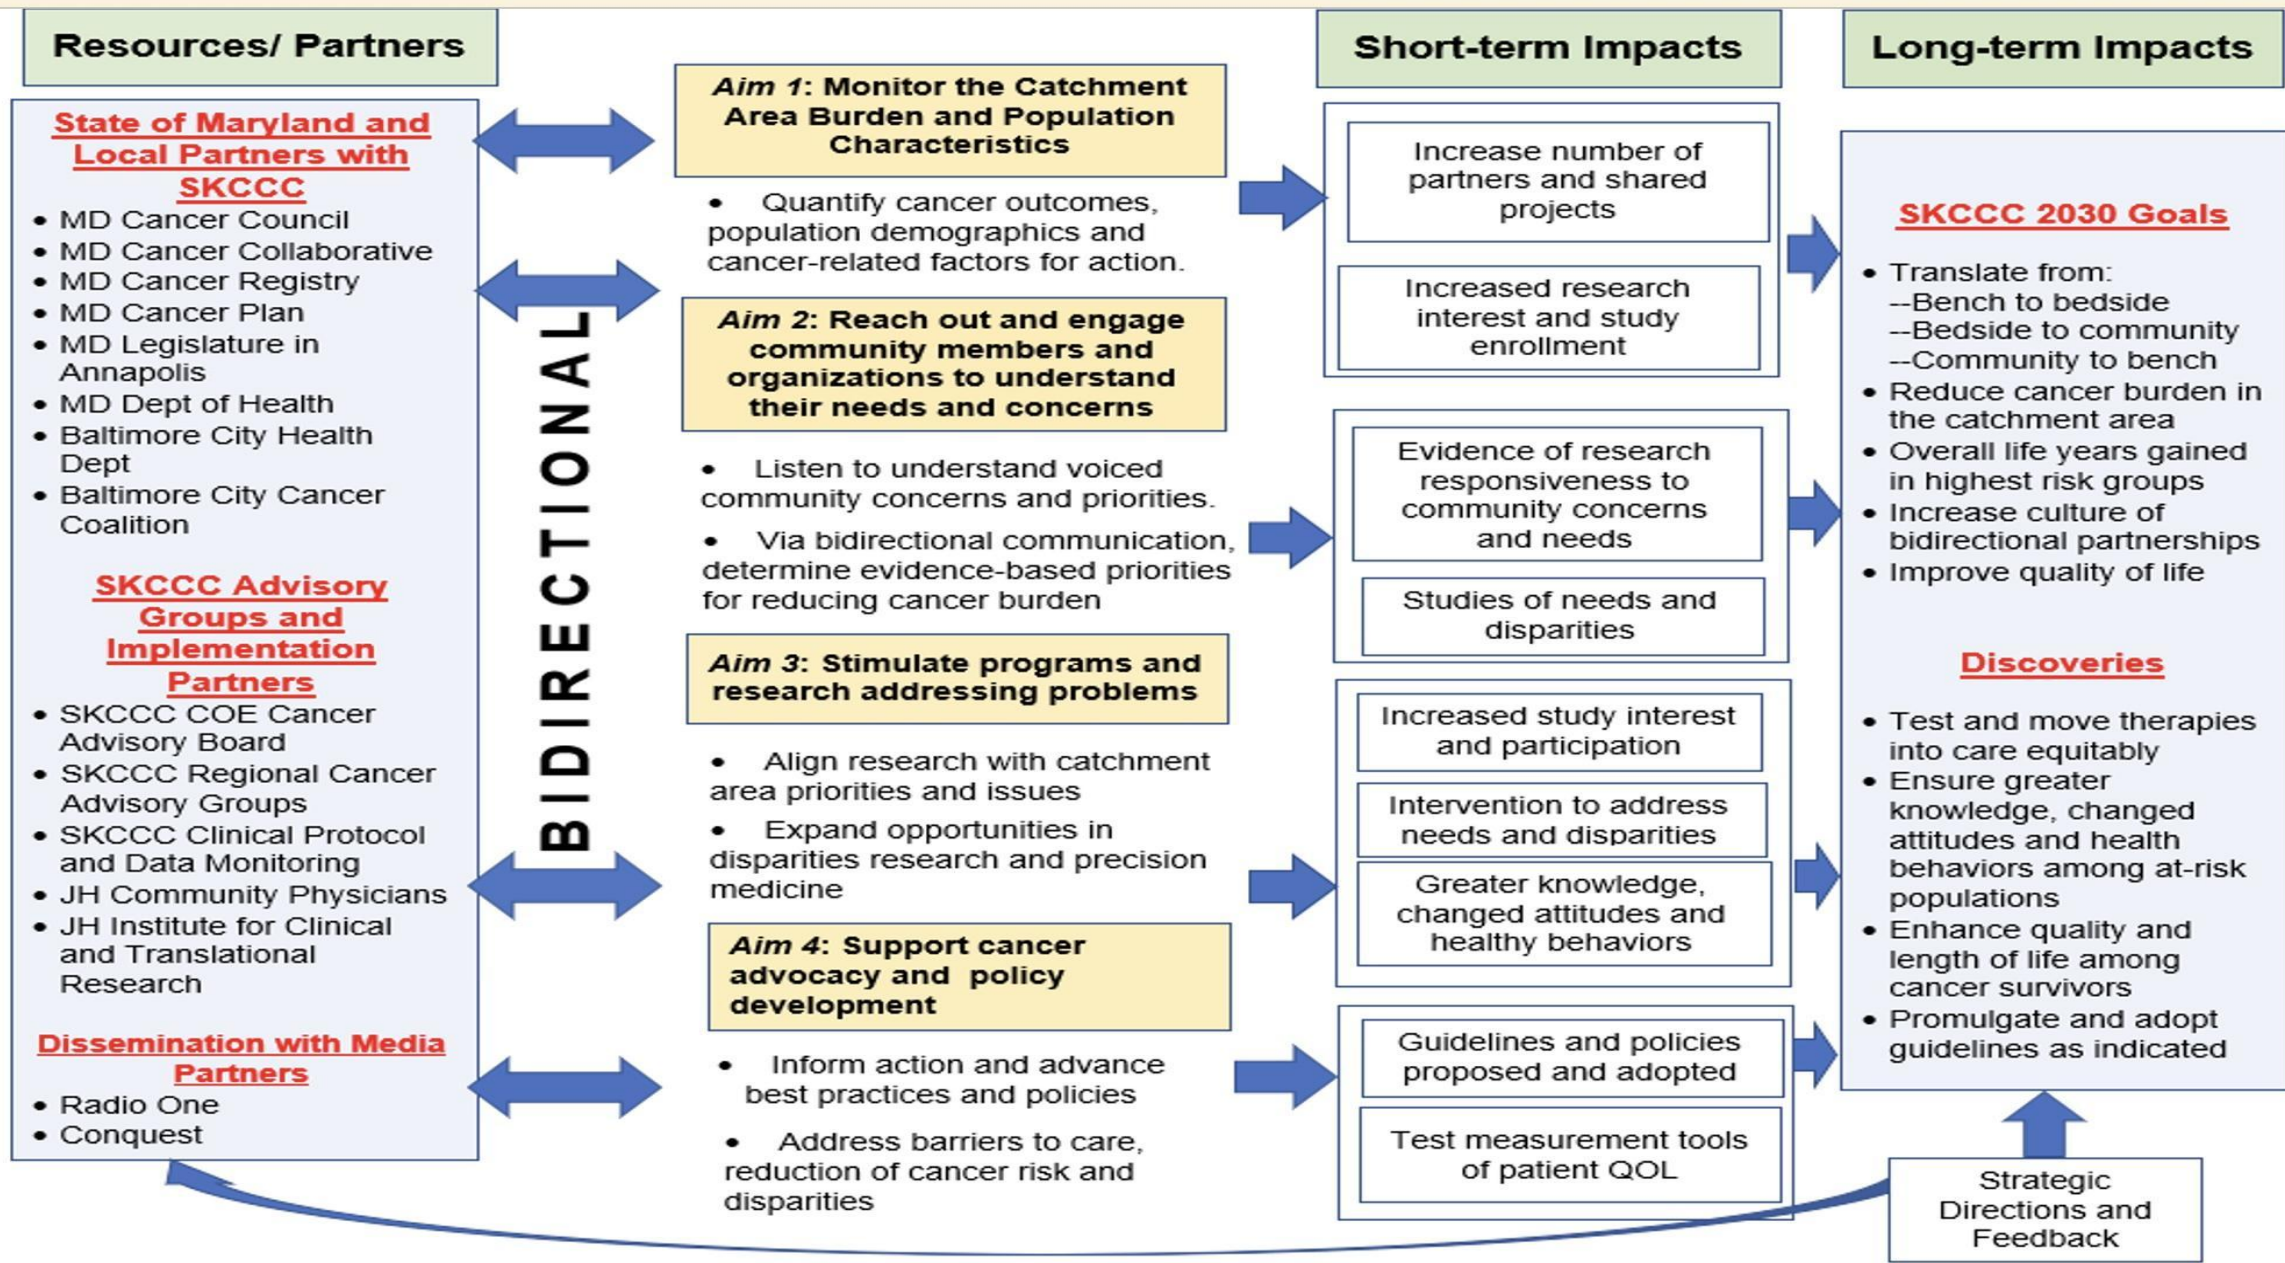 Resources/ Partners
State of Maryland and
Local Partners with
SKCCC
• MD Cancer Council
• MD Cancer Collaborative
• MD Cancer Registry
• MD Cancer Plan
• MD Legislature in
Annapolis
• MD Dept of Health
• Baltimore City Health
Dept
• Baltimore City Cancer
Coalition
SKCCC Advisory
Groups and
Implementation
Partners
• SKCCC COE Cancer
Advisory Board
• SKCCC Regional Cancer
Advisory Groups
• SKCCC Clinical Protocol
and Data Monitoring
• JH Community Physicians
• JH Institute for Clinical
and Translational
Research
Dissemination with Media
Partners
• Radio One
• Conquest
BIDIRECTIONAL
Aim 1: Monitor the Catchment
Area Burden and Population
Characteristics
• Quantify cancer outcomes,
population demographics and
cancer-related factors for action.
Aim 2: Reach out and engage
community members and
organizations to understand
their needs and concerns
• Listen to understand voiced
community concerns and priorities.
• Via bidirectional communication,
determine evidence-based priorities
for reducing cancer burden
Aim 3: Stimulate programs and
research addressing problems
• Align research with catchment
area priorities and issues
• Expand opportunities in
disparities research and precision
medicine
Aim 4: Support cancer
advocacy and policy
development
• Inform action and advance
best practices and policies
• Address barriers to care,
reduction of cancer risk and
disparities
Short-term Impacts
Increase number of
partners and shared
projects
Increased research
interest and study
enrollment
Evidence of research
responsiveness to
community concerns
and needs
Studies of needs and
disparities
Increased study interest
and participation
Intervention to address
needs and disparities
Greater knowledge,
changed attitudes and
healthy behaviors
Guidelines and policies
proposed and adopted
Test measurement tools
of patient QOL
Long-term Impacts
SKCCC 2030 Goals
• Translate from:
--Bench to bedside
--Bedside to community
--Community to bench
• Reduce cancer burden in
the catchment area
• Overall life years gained
in highest risk groups
• Increase culture of
bidirectional partnerships
• Improve quality of life
Discoveries
• Test and move therapies
into care equitably
• Ensure greater
knowledge, changed
attitudes and health
behaviors among at-risk
populations
• Enhance quality and
length of life among
cancer survivors
• Promulgate and adopt
guidelines as indicated
Strategic
Directions and
Feedback